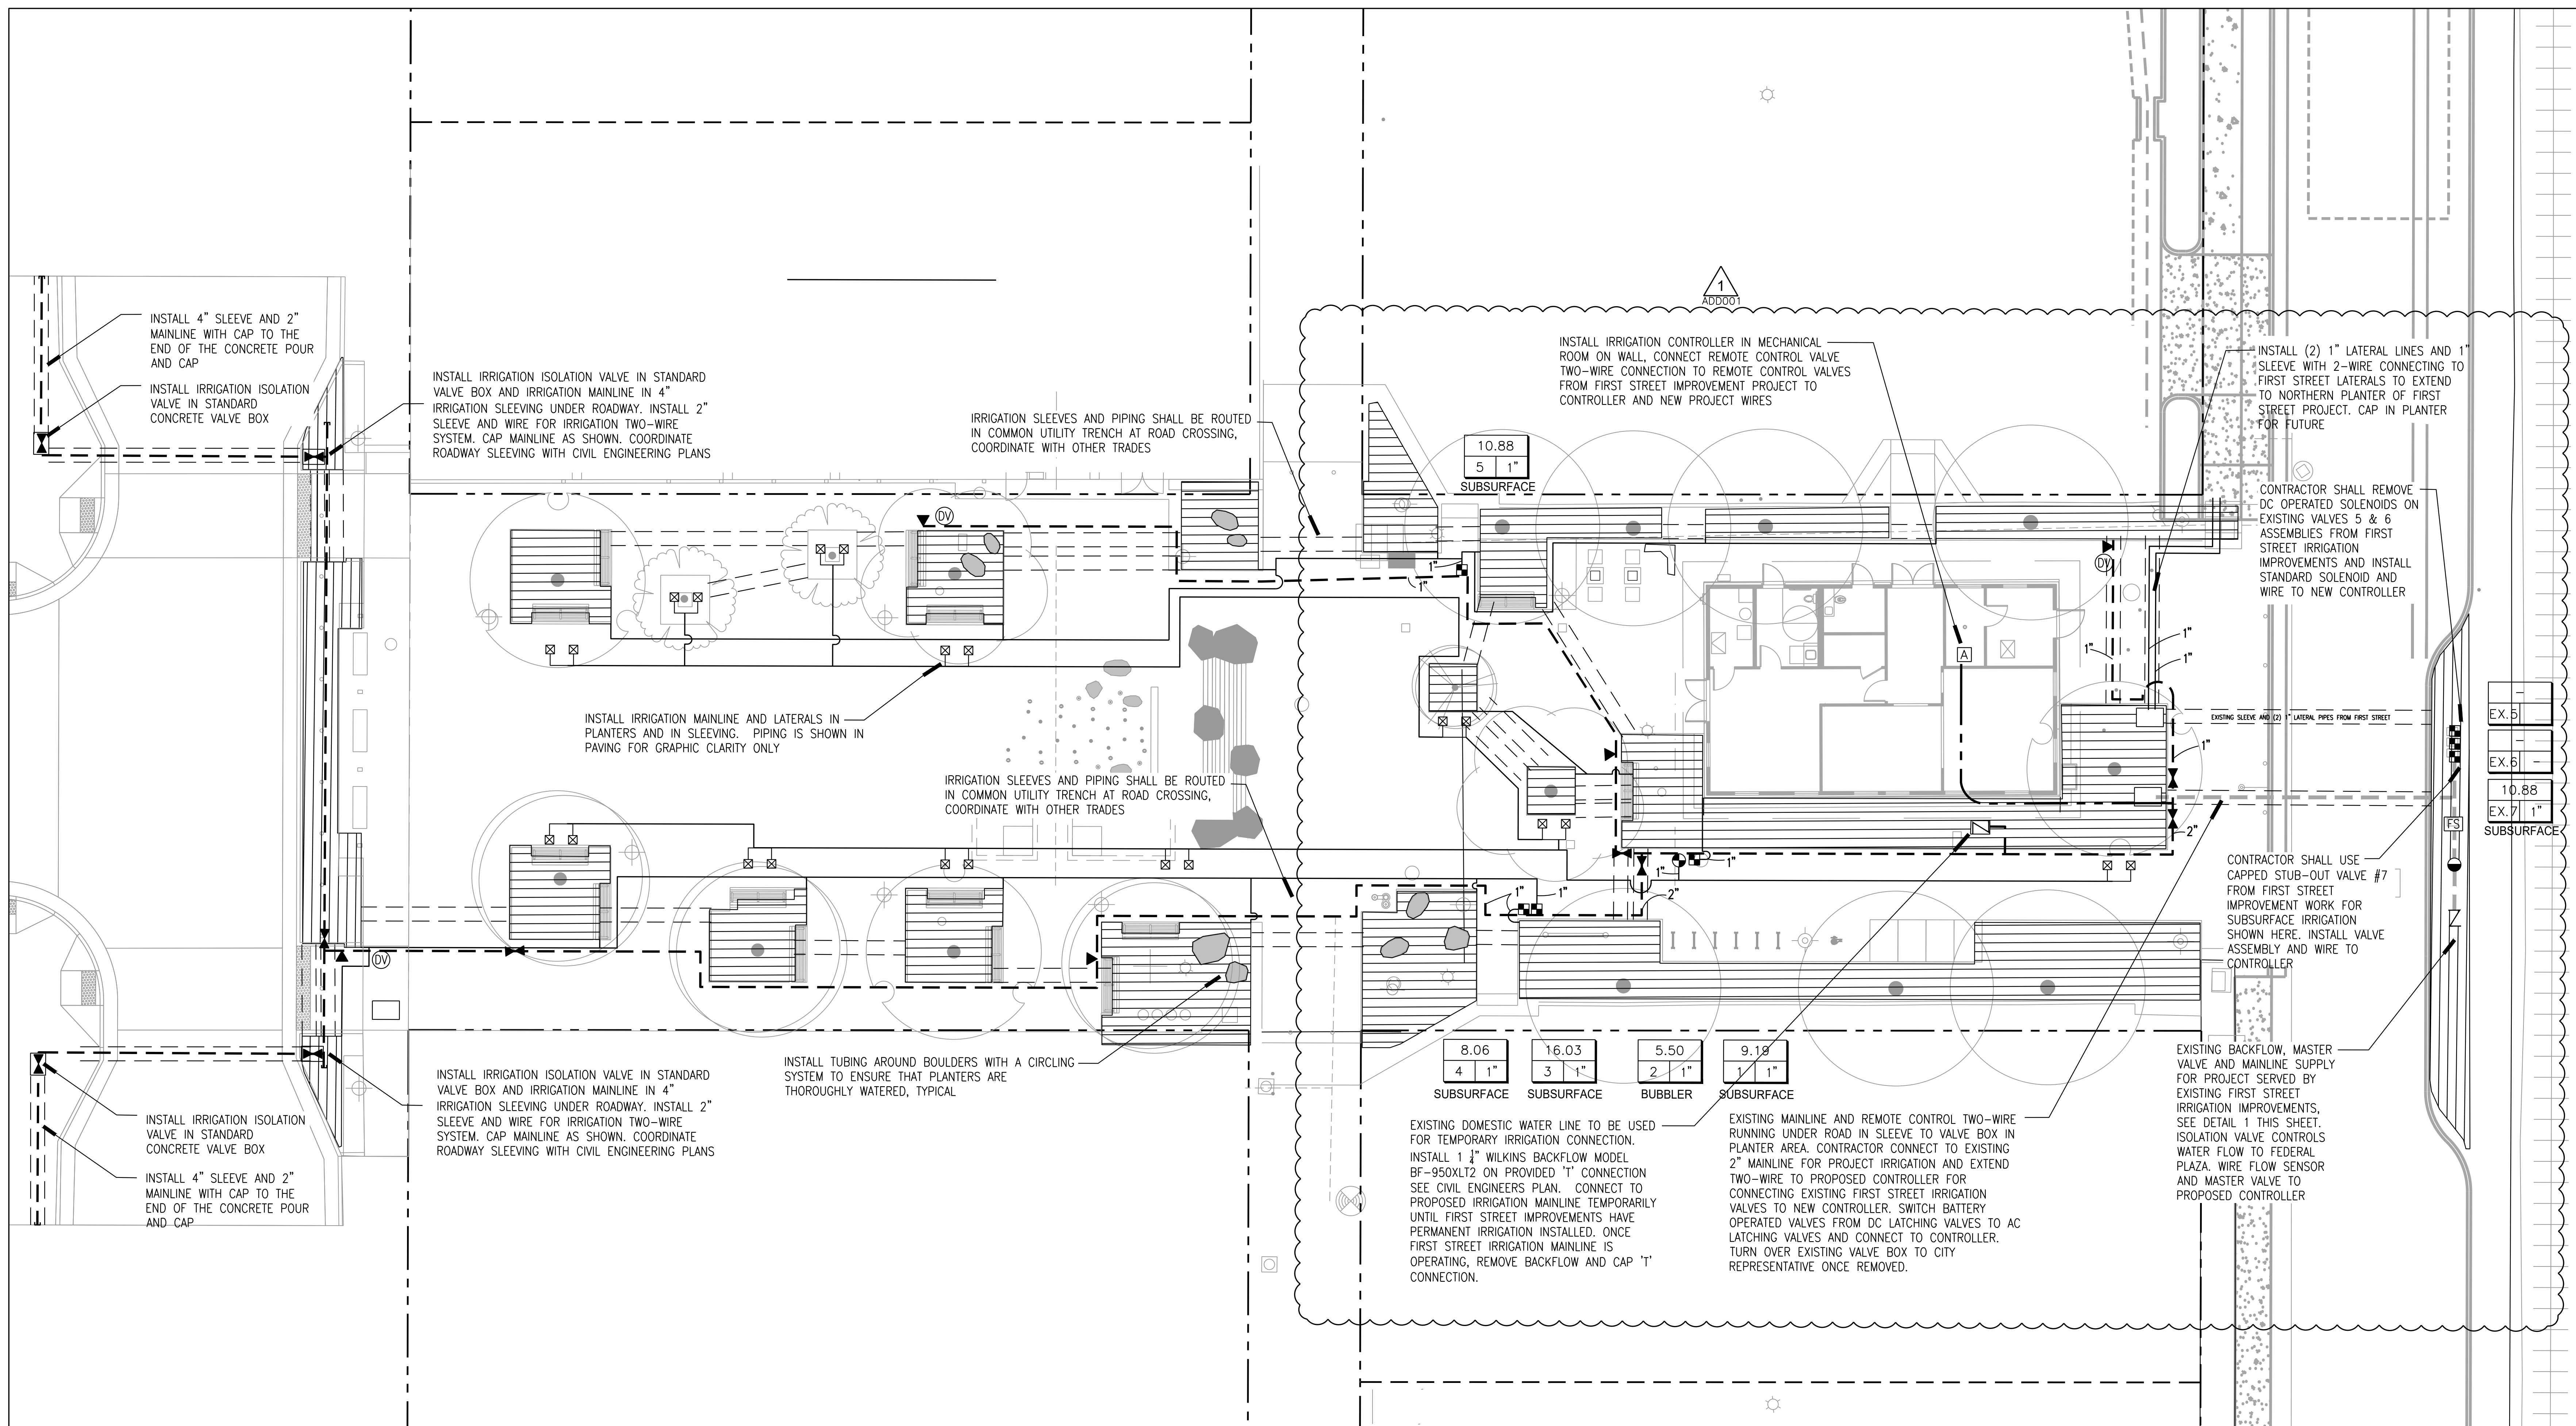 1
ADD001
INSTALL 4" SLEEVE AND 2"
MAINLINE WITH CAP TO THE
END OF THE CONCRETE POUR
AND CAP
INSTALL IRRIGATION ISOLATION
VALVE IN STANDARD
CONCRETE VALVE BOX
INSTALL IRRIGATION ISOLATION VALVE IN STANDARD
VALVE BOX AND IRRIGATION MAINLINE IN 4"
IRRIGATION SLEEVING UNDER ROADWAY. INSTALL 2"
SLEEVE AND WIRE FOR IRRIGATION TWO-WIRE
SYSTEM. CAP MAINLINE AS SHOWN. COORDINATE
ROADWAY SLEEVING WITH CIVIL ENGINEERING PLANS
IRRIGATION SLEEVES AND PIPING SHALL BE ROUTED
IN COMMON UTILITY TRENCH AT ROAD CROSSING,
COORDINATE WITH OTHER TRADES
INSTALL IRRIGATION CONTROLLER IN MECHANICAL
ROOM ON WALL, CONNECT REMOTE CONTROL VALVE
TWO-WIRE CONNECTION TO REMOTE CONTROL VALVES
FROM FIRST STREET IMPROVEMENT PROJECT TO
CONTROLLER AND NEW PROJECT WIRES
INSTALL (2) 1" LATERAL LINES AND 1"
SLEEVE WITH 2-WIRE CONNECTING TO
FIRST STREET LATERALS TO EXTEND
TO NORTHERN PLANTER OF FIRST
STREET PROJECT. CAP IN PLANTER
FOR FUTURE
10.88
5 1"
SUBSURFACE
CONTRACTOR SHALL REMOVE
DC OPERATED SOLENOIDS ON
EXISTING VALVES 5 & 6
ASSEMBLIES FROM FIRST
STREET IRRIGATION
IMPROVEMENTS AND INSTALL
STANDARD SOLENOID AND
WIRE TO NEW CONTROLLER
DV
DV
1"
1"
1"
1"
1"
A
INSTALL IRRIGATION MAINLINE AND LATERALS IN
PLANTERS AND IN SLEEVING. PIPING IS SHOWN IN
PAVING FOR GRAPHIC CLARITY ONLY
EXISTING SLEEVE AND (2) 1" LATERAL PIPES FROM FIRST STREET
1"
-
EX.5
-
EX.6 -
10.88
EX.7 1"
SUBSURFACE
FS
IRRIGATION SLEEVES AND PIPING SHALL BE ROUTED
IN COMMON UTILITY TRENCH AT ROAD CROSSING,
COORDINATE WITH OTHER TRADES
2"
1"
1"
2"
1"
1"
CONTRACTOR SHALL USE
CAPPED STUB-OUT VALVE #7
FROM FIRST STREET
IMPROVEMENT WORK FOR
SUBSURFACE IRRIGATION
SHOWN HERE. INSTALL VALVE
ASSEMBLY AND WIRE TO
CONTROLLER
DV
INSTALL TUBING AROUND BOULDERS WITH A CIRCLING
SYSTEM TO ENSURE THAT PLANTERS ARE
THOROUGHLY WATERED, TYPICAL
INSTALL IRRIGATION ISOLATION VALVE IN STANDARD
VALVE BOX AND IRRIGATION MAINLINE IN 4"
IRRIGATION SLEEVING UNDER ROADWAY. INSTALL 2"
SLEEVE AND WIRE FOR IRRIGATION TWO-WIRE
SYSTEM. CAP MAINLINE AS SHOWN. COORDINATE
ROADWAY SLEEVING WITH CIVIL ENGINEERING PLANS
INSTALL IRRIGATION ISOLATION
VALVE IN STANDARD
CONCRETE VALVE BOX
INSTALL 4" SLEEVE AND 2"
MAINLINE WITH CAP TO THE
END OF THE CONCRETE POUR
AND CAP
8.06
4 1"
SUBSURFACE
16.03
3 1"
SUBSURFACE
5.50
2 1"
BUBBLER
9.19
1 1"
SUBSURFACE
EXISTING DOMESTIC WATER LINE TO BE USED
FOR TEMPORARY IRRIGATION CONNECTION.
INSTALL 1 ¼" WILKINS BACKFLOW MODEL
BF-950XLT2 ON PROVIDED 'T' CONNECTION
SEE CIVIL ENGINEERS PLAN. CONNECT TO
PROPOSED IRRIGATION MAINLINE TEMPORARILY
UNTIL FIRST STREET IMPROVEMENTS HAVE
PERMANENT IRRIGATION INSTALLED. ONCE
FIRST STREET IRRIGATION MAINLINE IS
OPERATING, REMOVE BACKFLOW AND CAP 'T'
CONNECTION.
EXISTING MAINLINE AND REMOTE CONTROL TWO-WIRE
RUNNING UNDER ROAD IN SLEEVE TO VALVE BOX IN
PLANTER AREA. CONTRACTOR CONNECT TO EXISTING
2" MAINLINE FOR PROJECT IRRIGATION AND EXTEND
TWO-WIRE TO PROPOSED CONTROLLER FOR
CONNECTING EXISTING FIRST STREET IRRIGATION
VALVES TO NEW CONTROLLER. SWITCH BATTERY
OPERATED VALVES FROM DC LATCHING VALVES TO AC
LATCHING VALVES AND CONNECT TO CONTROLLER.
TURN OVER EXISTING VALVE BOX TO CITY
REPRESENTATIVE ONCE REMOVED.
EXISTING BACKFLOW, MASTER
VALVE AND MAINLINE SUPPLY
FOR PROJECT SERVED BY
EXISTING FIRST STREET
IRRIGATION IMPROVEMENTS,
SEE DETAIL 1 THIS SHEET.
ISOLATION VALVE CONTROLS
WATER FLOW TO FEDERAL
PLAZA. WIRE FLOW SENSOR
AND MASTER VALVE TO
PROPOSED CONTROLLER